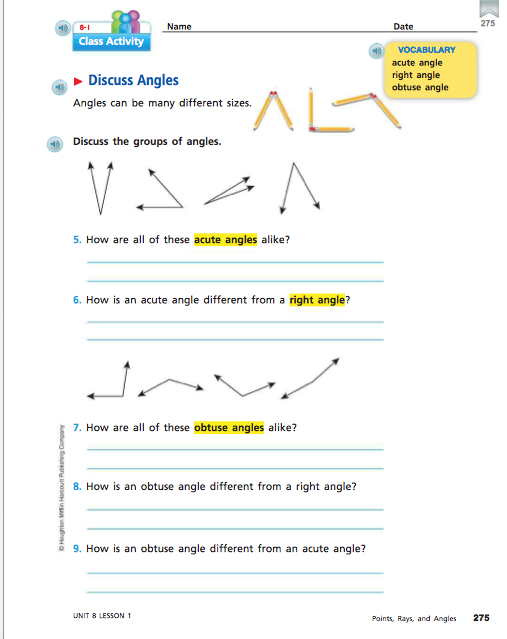 275
8-1
Class Activity
Name
Date
VOCABULARY
acute angle
right angle
obtuse angle
Discuss Angles
Angles can be many different sizes.
Discuss the groups of angles.
5. How are all of these acute angles alike?
6. How is an acute angle different from a right angle?
7. How are all of these obtuse angles alike?
8. How is an obtuse angle different from a right angle?
9. How is an obtuse angle different from an acute angle?
© Houghton Mifflin Harcourt Publishing Company
UNIT 8 LESSON 1
Points, Rays, and Angles 275